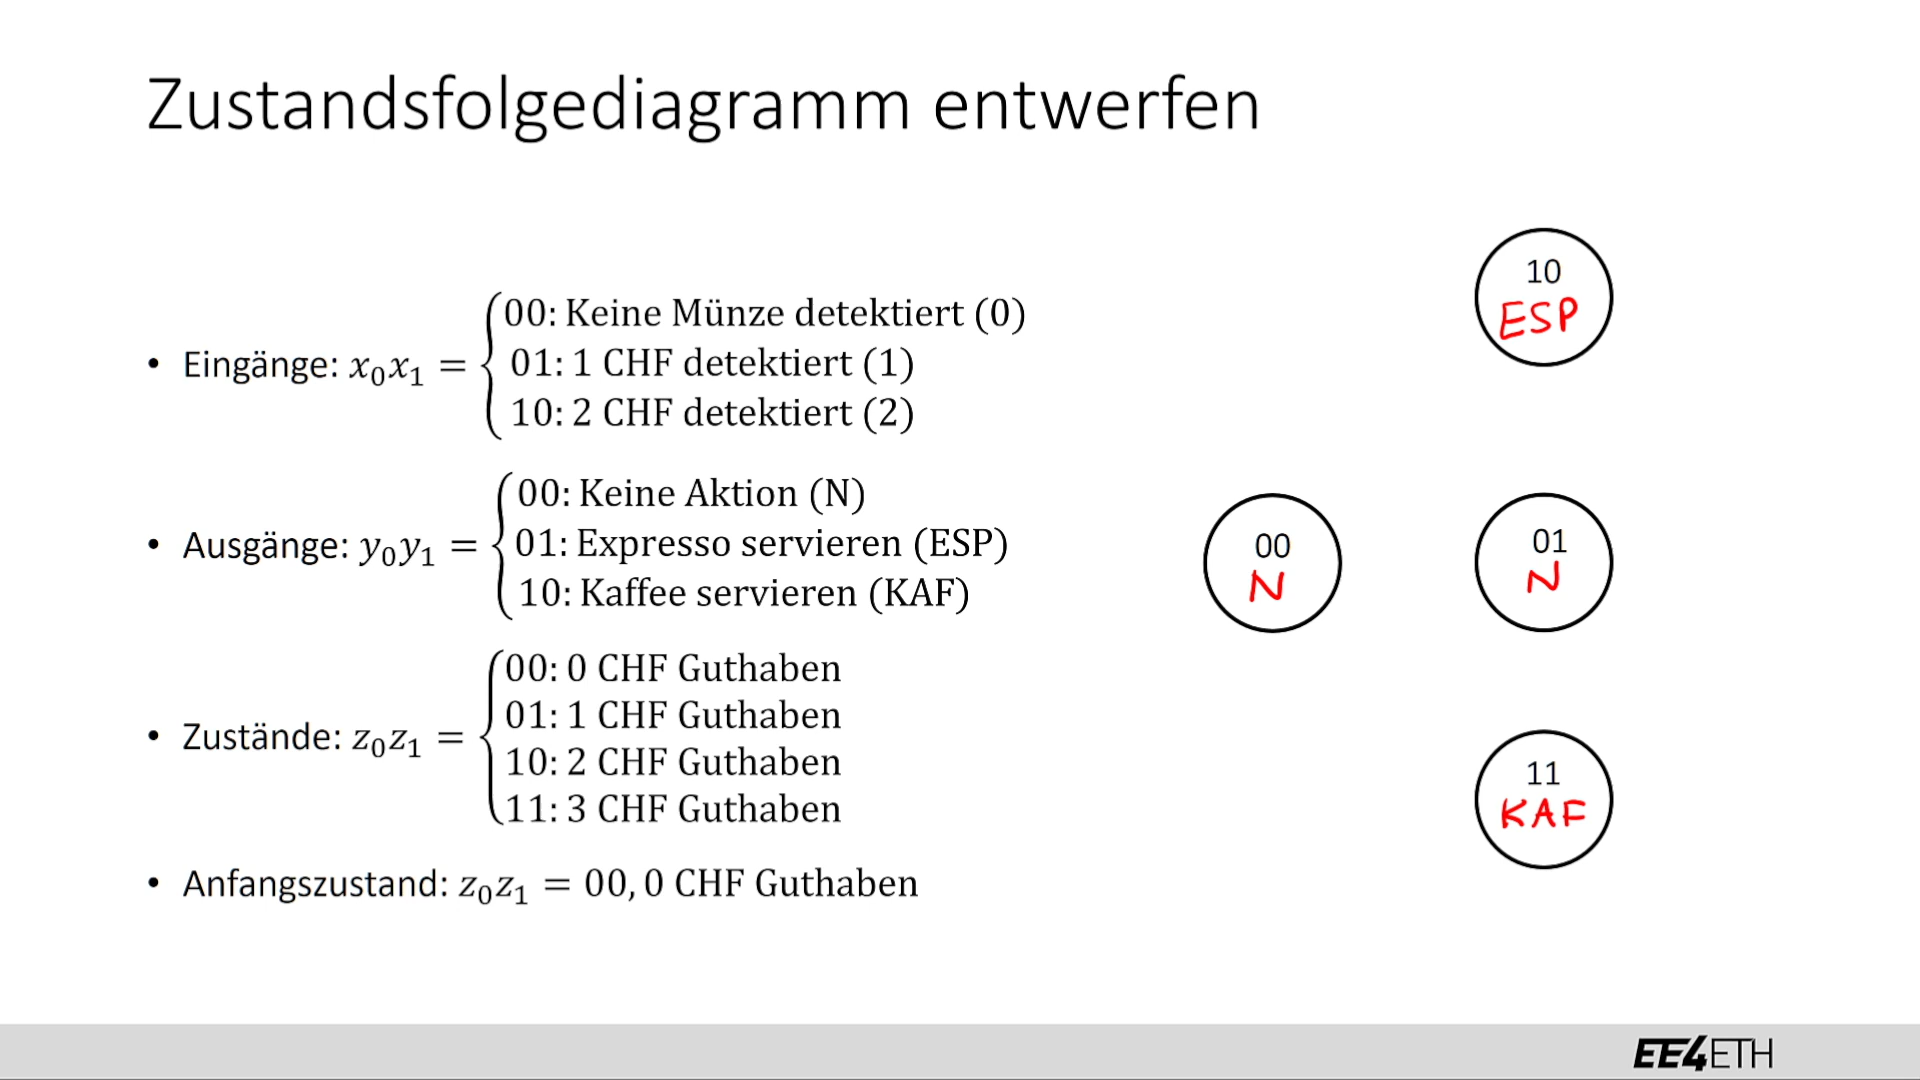 Zustandsfolgediagramm entwerfen
• Eingänge: x₀x₁ = { 00: Keine Münze detektiert (0)
01: 1 CHF detektiert (1)
10: 2 CHF detektiert (2)
• Ausgänge: y₀y₁ = { 00: Keine Aktion (N)
01: Expresso servieren (ESP)
10: Kaffee servieren (KAF)
• Zustände: z₀z₁ = { 00: 0 CHF Guthaben
01: 1 CHF Guthaben
10: 2 CHF Guthaben
11: 3 CHF Guthaben
• Anfangszustand: z₀z₁ = 00, 0 CHF Guthaben
10
ESP
00
N
01
N
11
KAF
EE4ETH